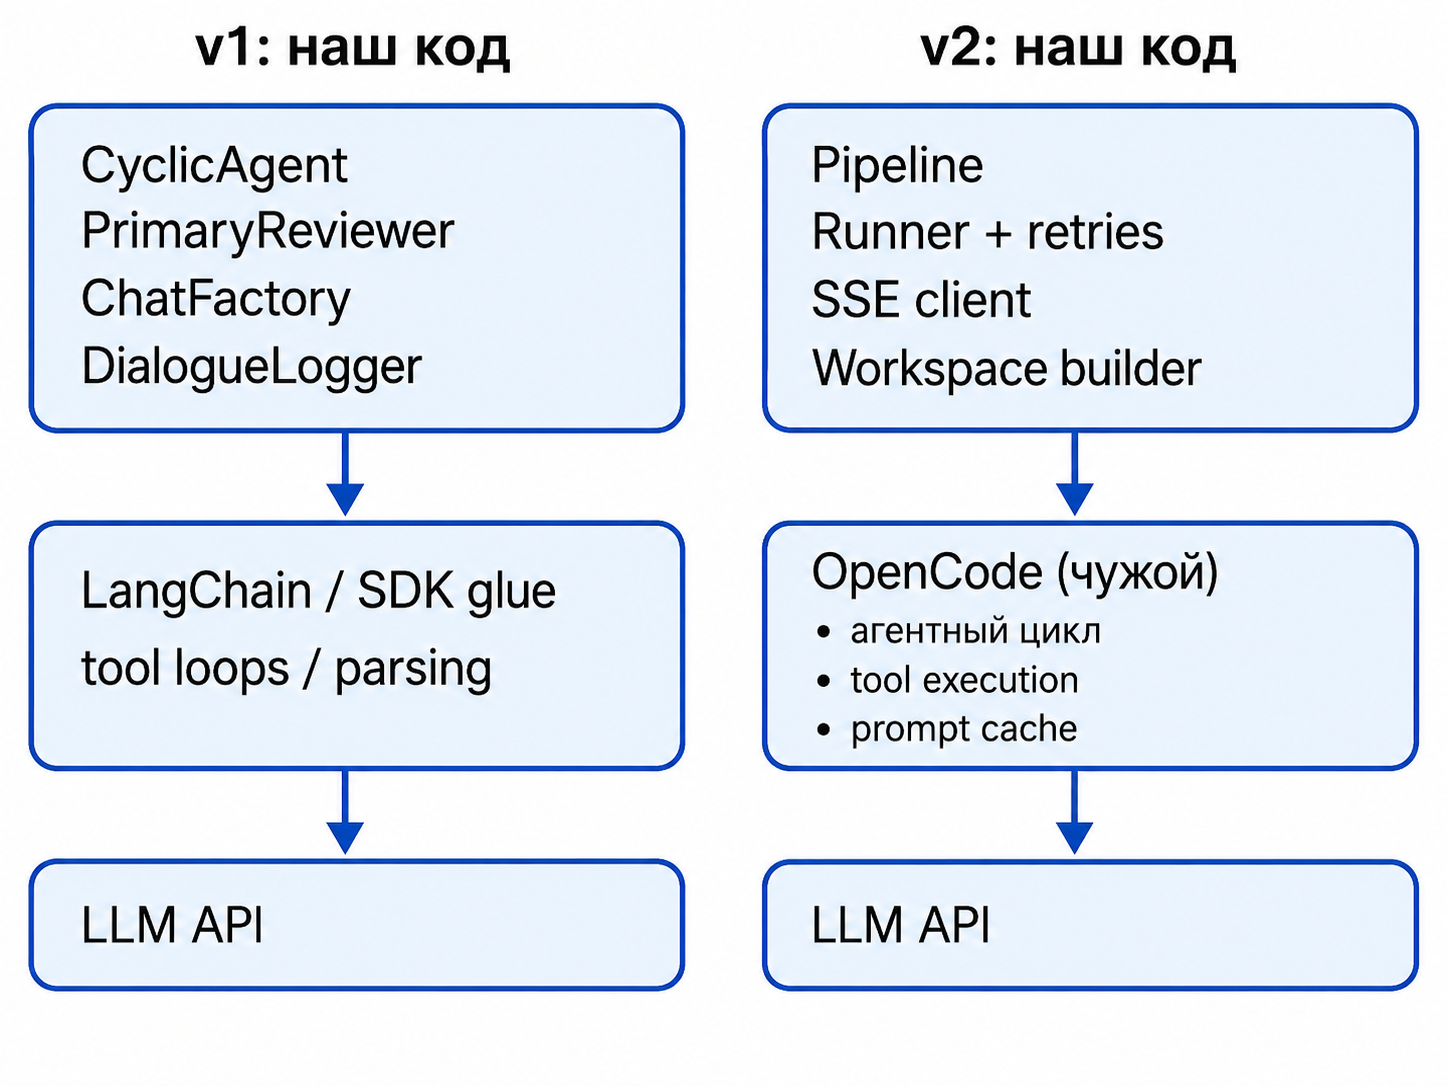 v1: наш код
CyclicAgent
PrimaryReviewer
ChatFactory
DialogueLogger
LangChain / SDK glue
tool loops / parsing
LLM API
v2: наш код
Pipeline
Runner + retries
SSE client
Workspace builder
OpenCode (чужой)
• агентный цикл
• tool execution
• prompt cache
LLM API